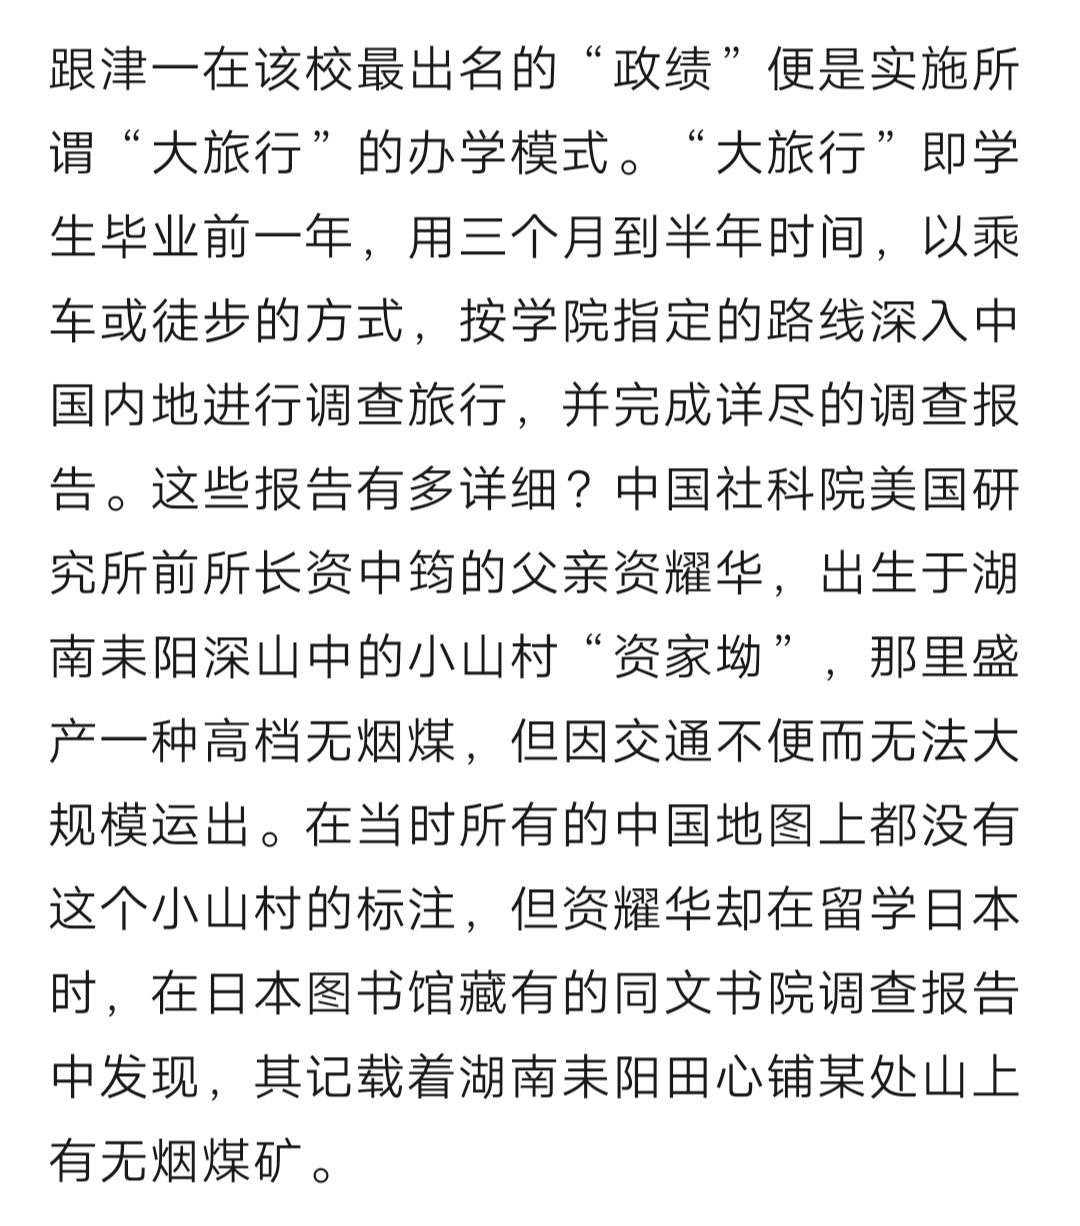 跟津一在该校最出名的“政绩”便是实施所
谓“大旅行”的办学模式。“大旅行”即学
生毕业前一年，用三个月到半年时间，以乘
车或徒步的方式，按学院指定的路线深入中
国内地进行调查旅行，并完成详尽的调查报
告。这些报告有多详细？中国社科院美国研
究所前所长资中筠的父亲资耀华，出生于湖
南耒阳深山中的小山村“资家坳”，那里盛
产一种高档无烟煤，但因交通不便而无法大
规模运出。在当时所有的中国地图上都没有
这个小山村的标注，但资耀华却在留学日本
时，在日本图书馆藏有的同文书院调查报告
中发现，其记载着湖南耒阳田心铺某处山上
有无烟煤矿。